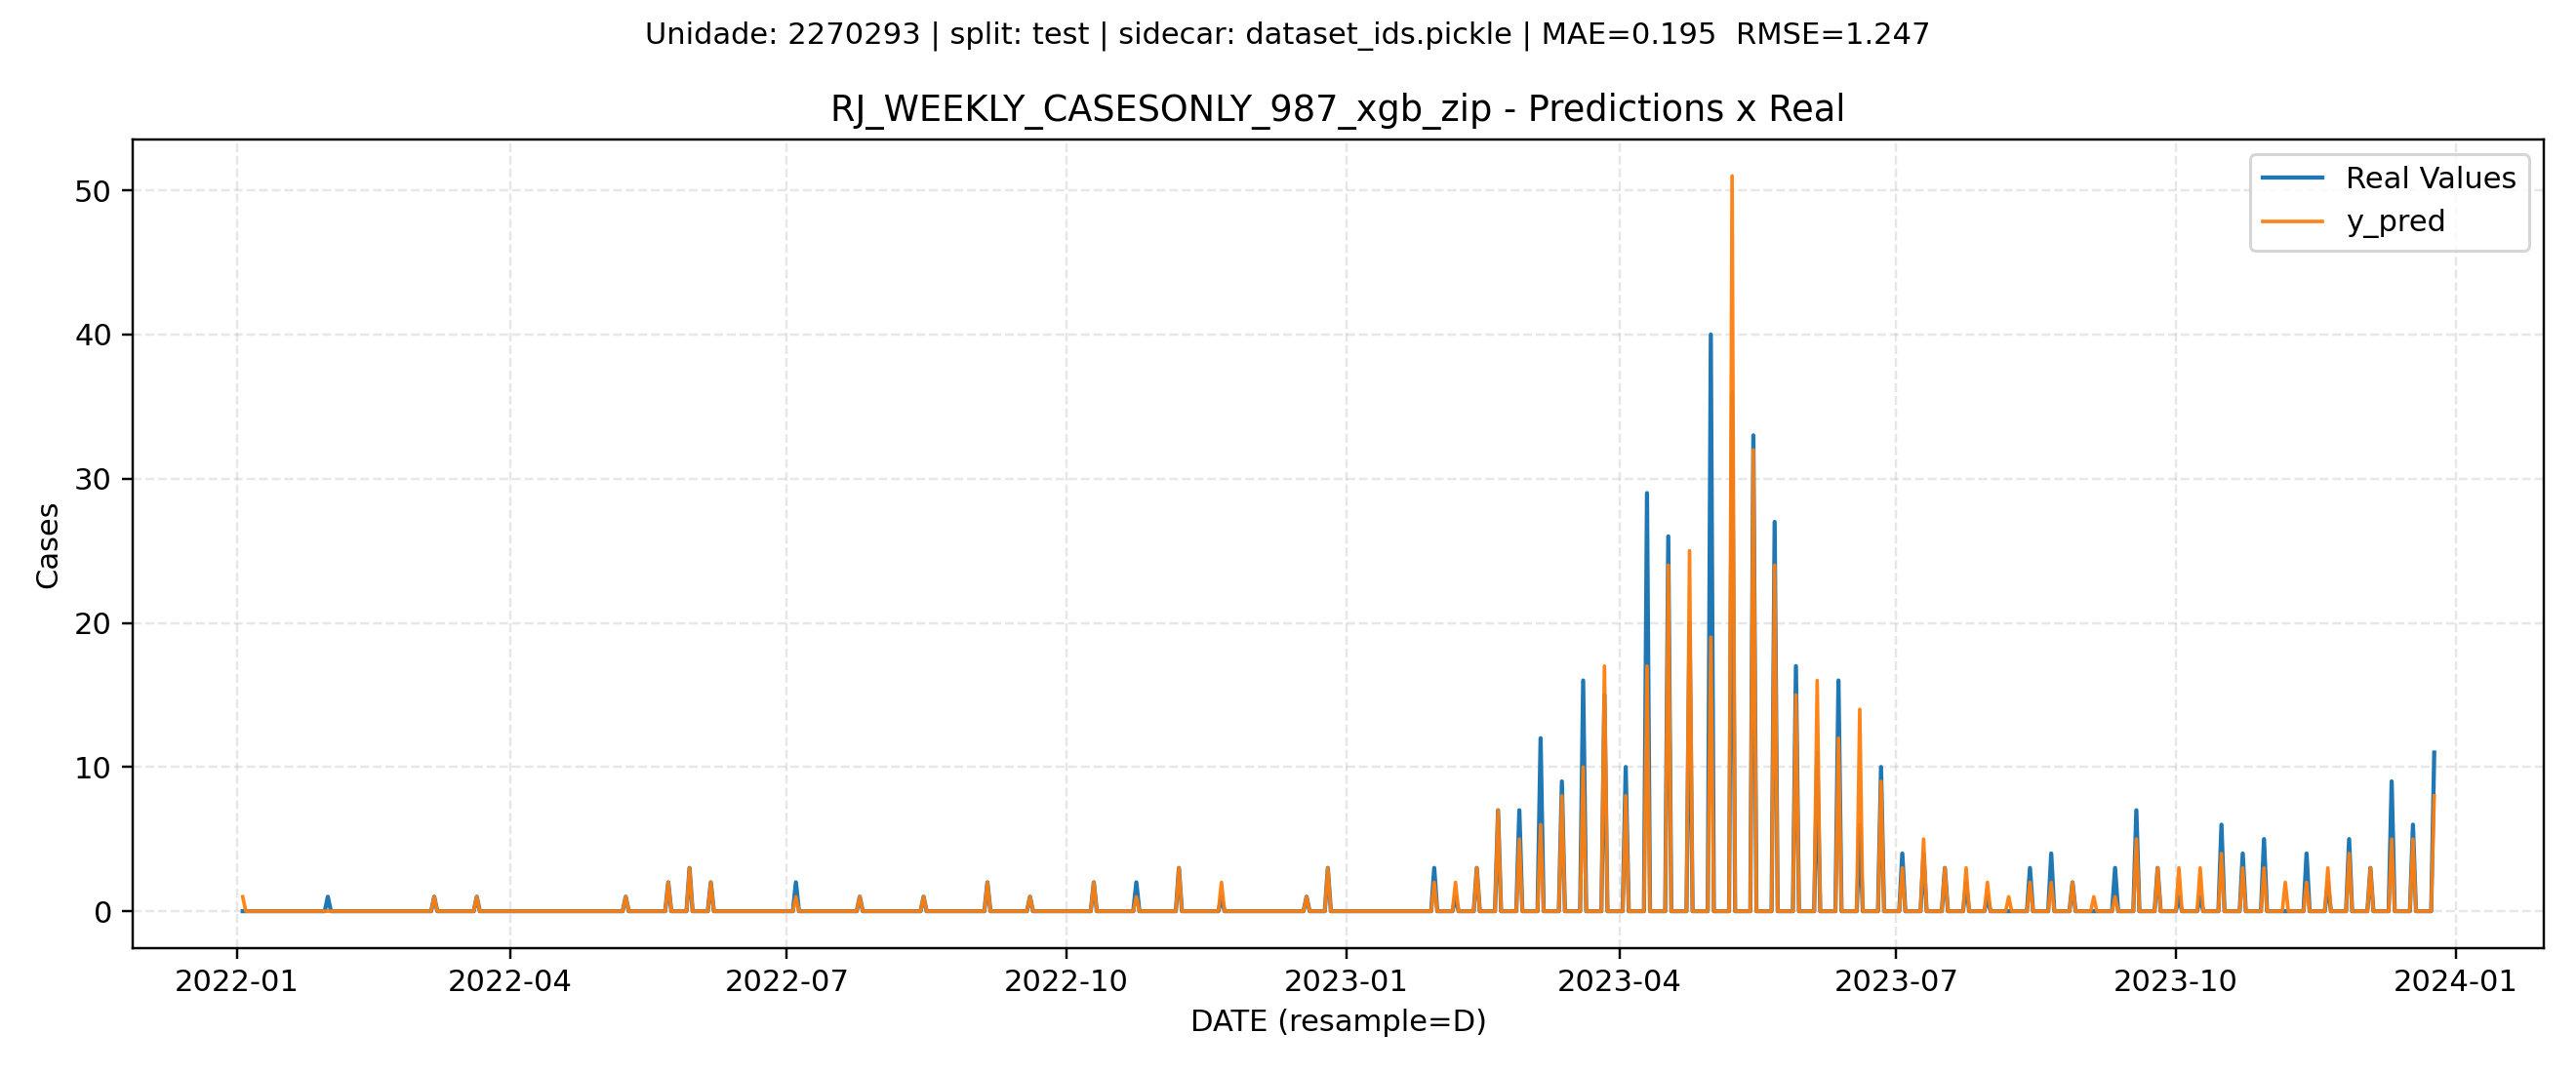 Unidade: 2270293 | split: test | sidecar: dataset_ids.pickle | MAE=0.195  RMSE=1.247
RJ_WEEKLY_CASESONLY_987_xgb_zip - Predictions x Real
Real Values
y_pred
50
40
30
20
10
0
Cases
2022-01 2022-04 2022-07 2022-10 2023-01 2023-04 2023-07 2023-10 2024-01
DATE (resample=D)